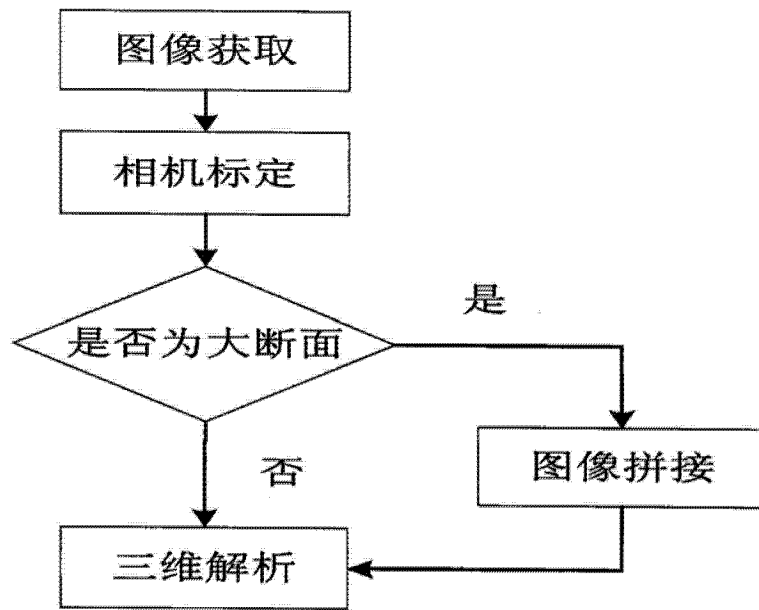 图像获取
相机标定
是否为大断面
是
否
图像拼接
三维解析